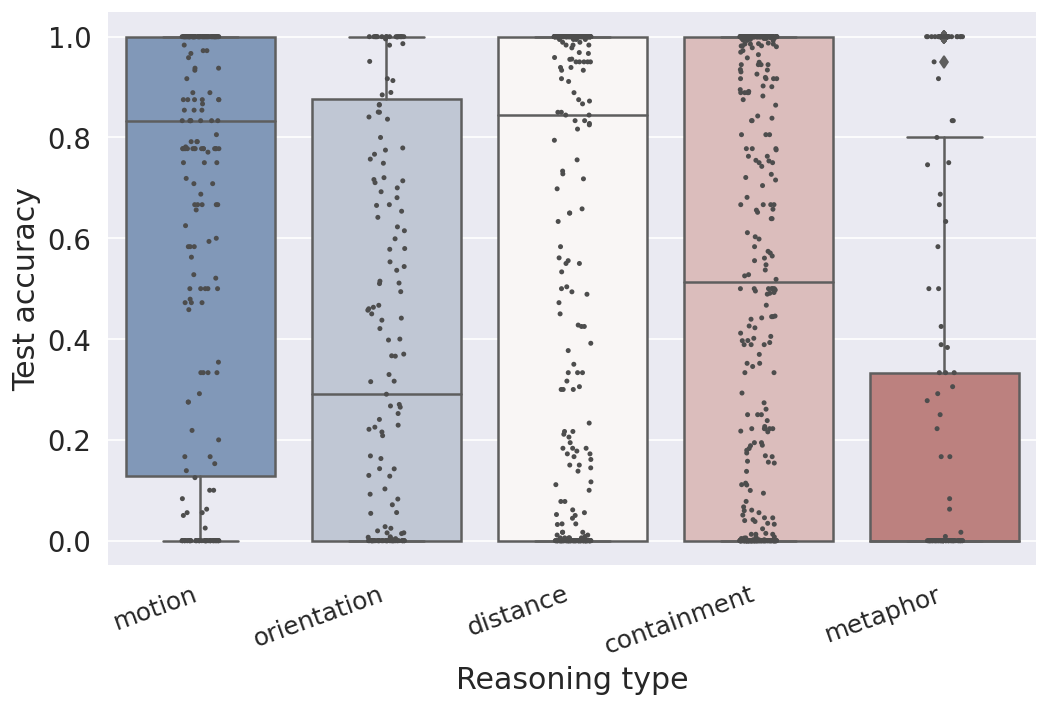 1.0
0.8
0.6
0.4
0.2
0.0
Test accuracy
motion
orientation
distance
containment
metaphor
Reasoning type